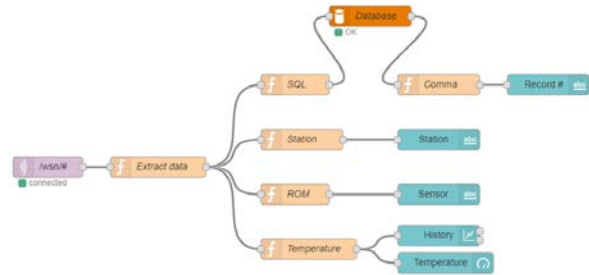 Database
OK
SQL
Comma
Record #
abc
Station
Station :
abc
/wsn/#
connected
Extract data
ROM
Sensor :
abc
Temperature
History
Temperature